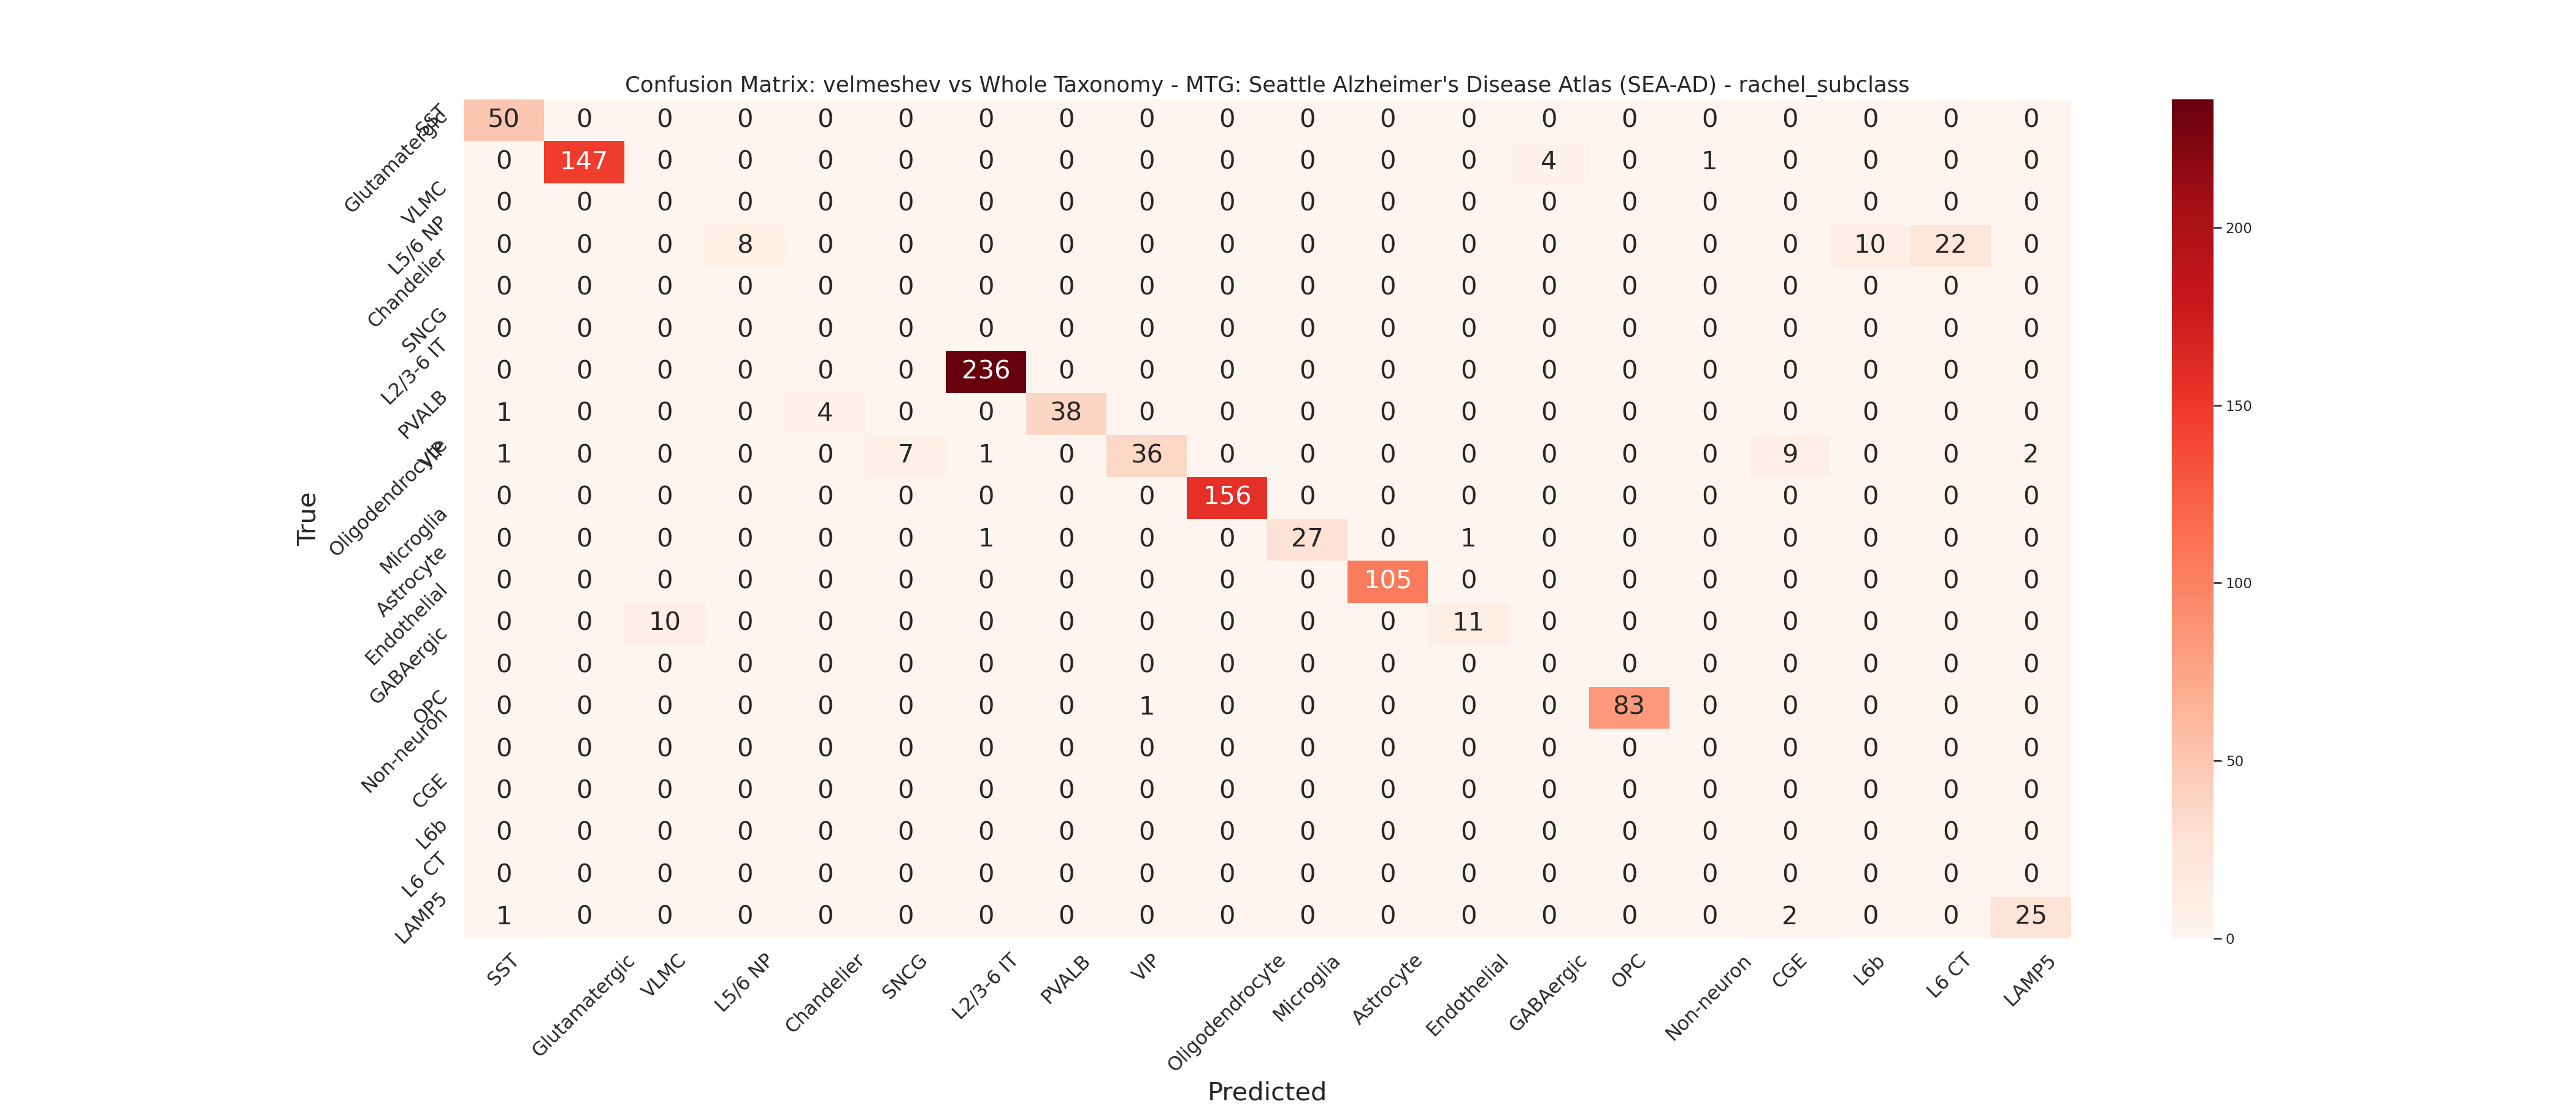 Confusion Matrix: velmeshev vs Whole Taxonomy - MTG: Seattle Alzheimer's Disease Atlas (SEA-AD) - rachel_subclass
True
SST 50 0 0 0 0 0 0 0 0 0 0 0 0 0 0 0 0 0 0 0
Glutamatergic 0 147 0 0 0 0 0 0 0 0 0 0 0 4 0 1 0 0 0 0
VLMC 0 0 0 0 0 0 0 0 0 0 0 0 0 0 0 0 0 0 0 0
L5/6 NP 0 0 0 8 0 0 0 0 0 0 0 0 0 0 0 0 0 10 22 0
Chandelier 0 0 0 0 0 0 0 0 0 0 0 0 0 0 0 0 0 0 0 0
SNCG 0 0 0 0 0 0 0 0 0 0 0 0 0 0 0 0 0 0 0 0
L2/3-6 IT 0 0 0 0 0 0 236 0 0 0 0 0 0 0 0 0 0 0 0 0
PVALB 1 0 0 0 4 0 0 38 0 0 0 0 0 0 0 0 0 0 0 0
VIP 1 0 0 0 0 7 1 0 36 0 0 0 0 0 0 0 9 0 0 2
Oligodendrocyte 0 0 0 0 0 0 0 0 0 156 0 0 0 0 0 0 0 0 0 0
Microglia 0 0 0 0 0 0 1 0 0 0 27 0 1 0 0 0 0 0 0 0
Astrocyte 0 0 0 0 0 0 0 0 0 0 0 105 0 0 0 0 0 0 0 0
Endothelial 0 0 10 0 0 0 0 0 0 0 0 0 11 0 0 0 0 0 0 0
GABAergic 0 0 0 0 0 0 0 0 0 0 0 0 0 0 0 0 0 0 0 0
OPC 0 0 0 0 0 0 0 0 1 0 0 0 0 0 83 0 0 0 0 0
Non-neuron 0 0 0 0 0 0 0 0 0 0 0 0 0 0 0 0 0 0 0 0
CGE 0 0 0 0 0 0 0 0 0 0 0 0 0 0 0 0 0 0 0 0
L6b 0 0 0 0 0 0 0 0 0 0 0 0 0 0 0 0 0 0 0 0
L6 CT 0 0 0 0 0 0 0 0 0 0 0 0 0 0 0 0 0 0 0 0
LAMP5 1 0 0 0 0 0 0 0 0 0 0 0 0 0 0 0 2 0 0 25
SST Glutamatergic VLMC L5/6 NP Chandelier SNCG L2/3-6 IT PVALB VIP Oligodendrocyte Microglia Astrocyte Endothelial GABAergic OPC Non-neuron CGE L6b L6 CT LAMP5
Predicted
200
150
100
50
0